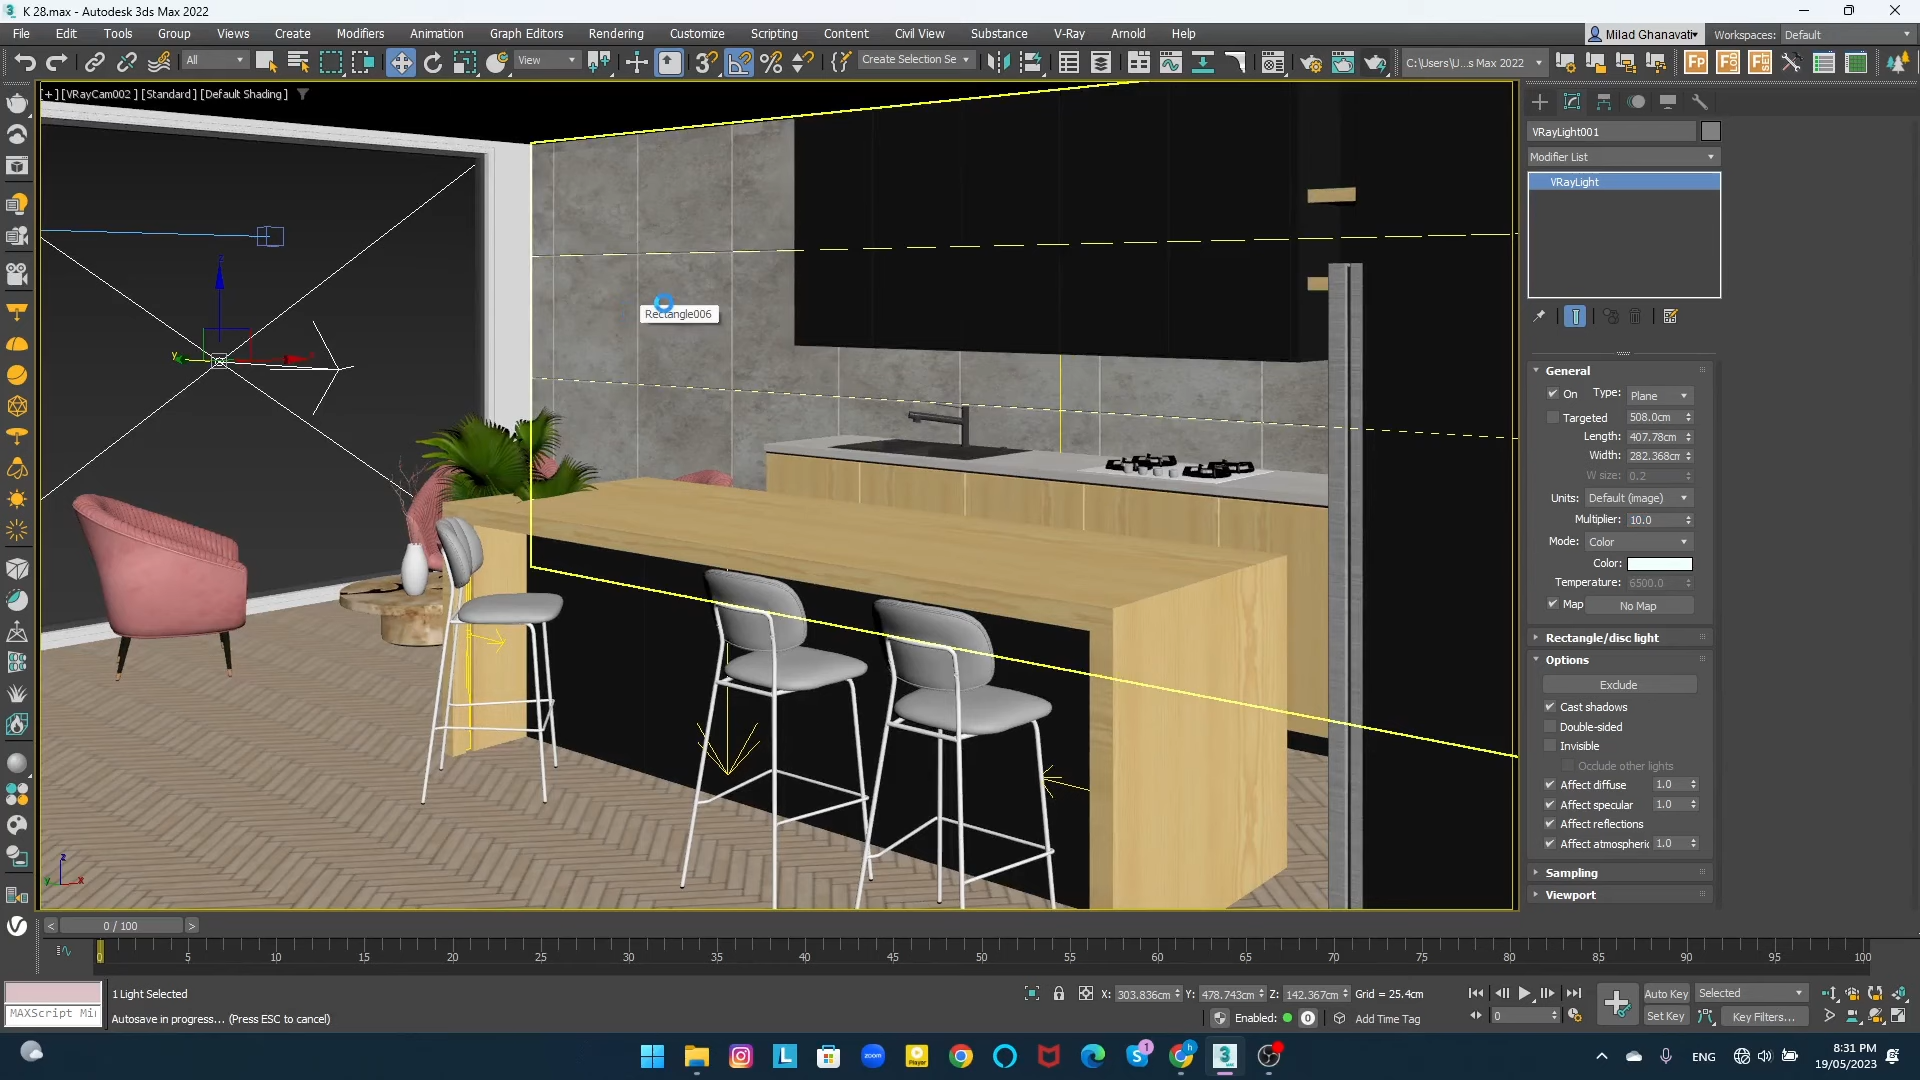 K 28.max - Autodesk 3ds Max 2022
File Edit Tools Group Views Create Modifiers Animation Graph Editors Rendering Customize Scripting Content Civil View Substance V-Ray Arnold Help
Milad Ghanavati Workspaces: Default
All View Create Selection Se C:\Users\U...s Max 2022
[+] [VRayCam002 ] [Standard ] [Default Shading ]
VRayLight001
Modifier List
VRayLight
Rectangle006
General
On Type: Plane
Targeted 508.0cm
Length: 407.78cm
Width: 282.368cm
W size: 0.2
Units: Default (image)
Multiplier: 10.0
Mode: Color
Color:
Temperature: 6500.0
Map No Map
Rectangle/disc light
Options
Exclude
Cast shadows
Double-sided
Invisible
Occlude other lights
Affect diffuse 1.0
Affect specular 1.0
Affect reflections
Affect atmospheric 1.0
Sampling
Viewport
< 0 / 100 >
0 5 10 15 20 25 30 35 40 45 50 55 60 65 70 75 80 85 90 95 100
1 Light Selected
X: 303.836cm Y: 478.743cm Z: 142.367cm Grid = 25.4cm
Auto Key Selected
MAXScript Mi
Autosave in progress... (Press ESC to cancel)
Enabled: 0 Add Time Tag
0
Set Key Key Filters...
ENG
8:31 PM
19/05/2023